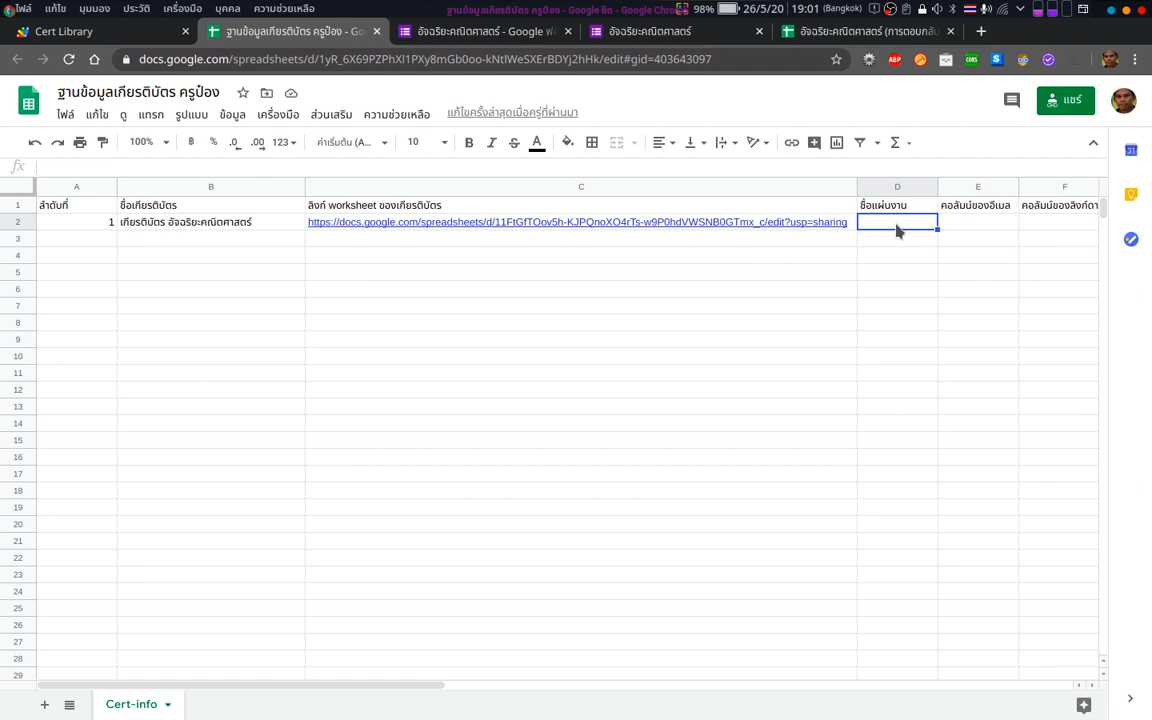 ไฟล์ แก้ไข มุมมอง ประวัติ เครื่องมือ บุคคล ความช่วยเหลือ
ฐานข้อมูลเกียรติบัตร ครูป๋อง - Google ชีต - Google Chro
98% 26/5/20 19:01 (Bangkok)
Cert Library
ฐานข้อมูลเกียรติบัตร ครูป๋อง - Go
อัจฉริยะคณิตศาสตร์ - Google ฟอ
อัจฉริยะคณิตศาสตร์
อัจฉริยะคณิตศาสตร์ (การตอบกลับ
docs.google.com/spreadsheets/d/1yR_6X69PZPhXl1PXy8mGb0oo-kNtlWeSXErBDYj2hHk/edit#gid=403643097
ABP
ฐานข้อมูลเกียรติบัตร ครูป๋อง
ไฟล์ แก้ไข ดู แทรก รูปแบบ ข้อมูล เครื่องมือ ส่วนเสริม ความช่วยเหลือ แก้ไขครั้งล่าสุดเมื่อครู่ที่ผ่านมา
แชร์
100% ฿ % .0 .00 123 ค่าเริ่มต้น (A... 10 B I S A Σ
31
fx
A B C D E F
1 ลำดับที่ ชื่อเกียรติบัตร ลิงก์ worksheet ของเกียรติบัตร ชื่อแผ่นงาน คอลัมน์ของอีเมล คอลัมน์ของลิงก์ดา
2 1 เกียรติบัตร อัจฉริยะคณิตศาสตร์ https://docs.google.com/spreadsheets/d/11FtGfTOov5h-KJPQnoXO4rTs-w9P0hdVWSNB0GTmx_c/edit?usp=sharing
3
4
5
6
7
8
9
10
11
12
13
14
15
16
17
18
19
20
21
22
23
24
25
26
27
28
29
Cert-info